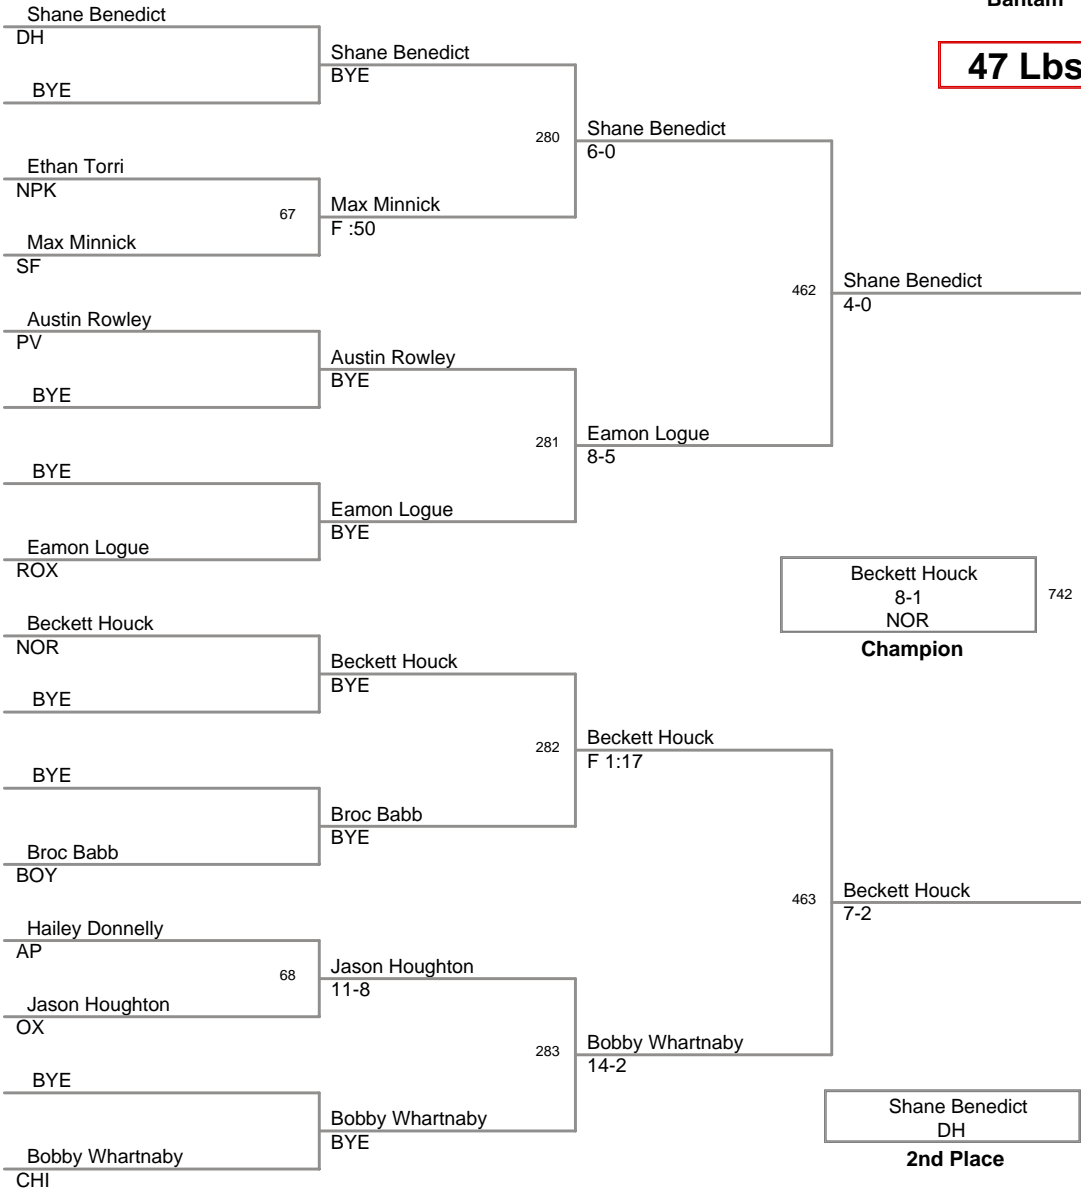 Bantam
47 Lbs
Shane Benedict
DH
BYE
Shane Benedict
BYE
280
Shane Benedict
6-0
Ethan Torri
NPK
67
Max Minnick
F :50
Max Minnick
SF
462
Shane Benedict
4-0
Austin Rowley
PV
BYE
Austin Rowley
BYE
281
Eamon Logue
8-5
BYE
Eamon Logue
BYE
Eamon Logue
ROX
Beckett Houck
8-1
NOR
Champion
742
Beckett Houck
NOR
BYE
Beckett Houck
BYE
282
Beckett Houck
F 1:17
BYE
Broc Babb
BYE
Broc Babb
BOY
463
Beckett Houck
7-2
Hailey Donnelly
AP
68
Jason Houghton
11-8
Jason Houghton
OX
283
Bobby Whartnaby
14-2
BYE
Bobby Whartnaby
BYE
Bobby Whartnaby
CHI
Shane Benedict
DH
2nd Place